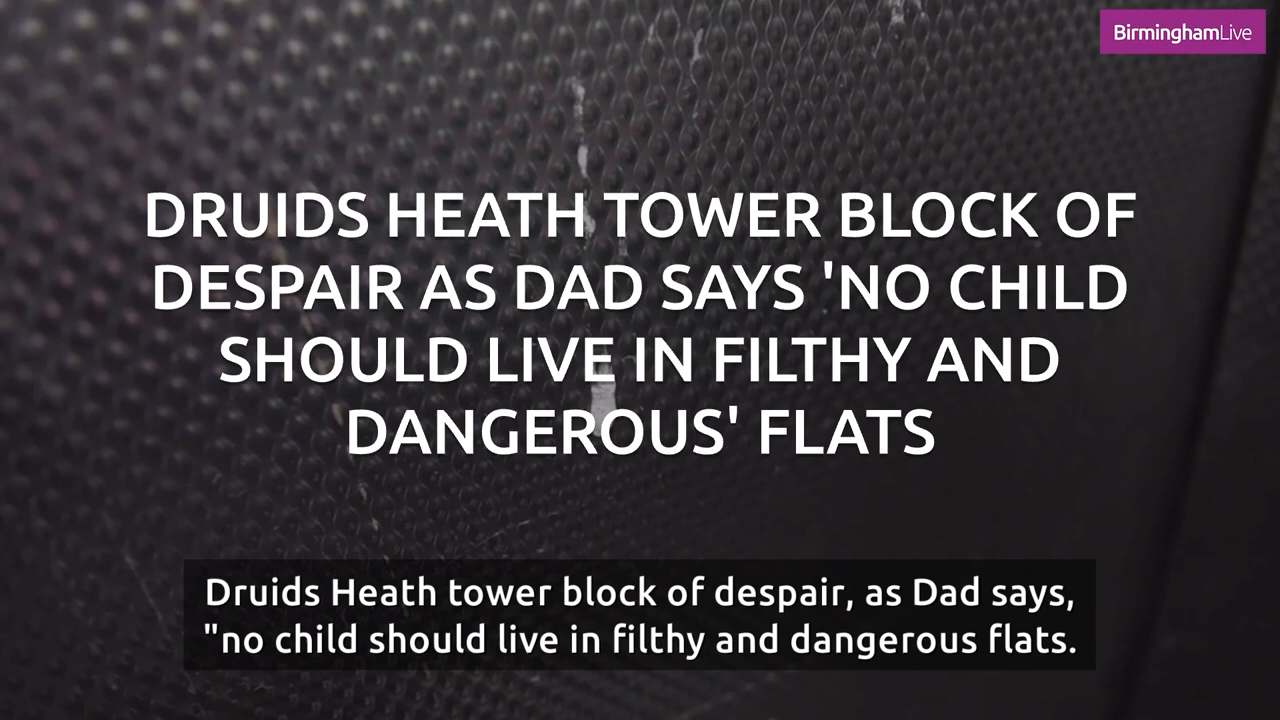 BirminghamLive
DRUIDS HEATH TOWER BLOCK OF
DESPAIR AS DAD SAYS 'NO CHILD
SHOULD LIVE IN FILTHY AND
DANGEROUS' FLATS
Druids Heath tower block of despair, as Dad says,
"no child should live in filthy and dangerous flats.